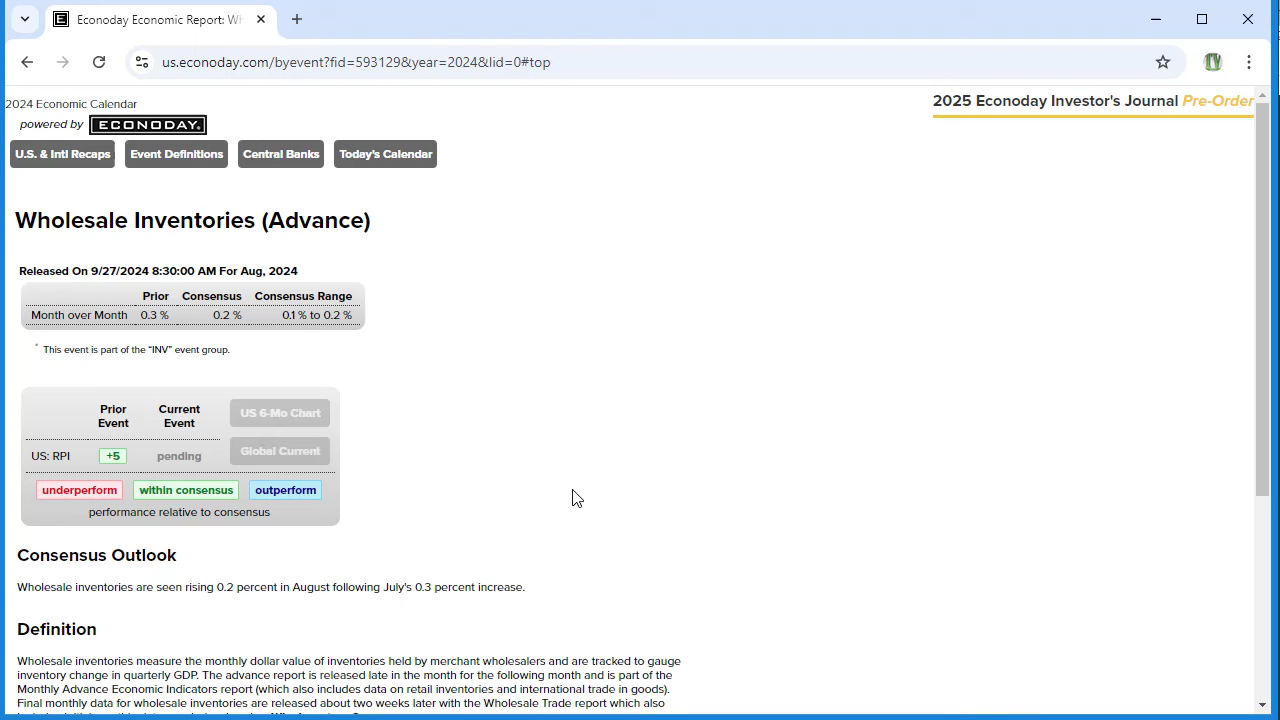 Econoday Economic Report: Wh
us.econoday.com/byevent?fid=593129&year=2024&lid=0#top
2024 Economic Calendar
2025 Econoday Investor's Journal Pre-Order
powered by ECONODAY.
U.S. & Intl Recaps Event Definitions Central Banks Today's Calendar
Wholesale Inventories (Advance)
Released On 9/27/2024 8:30:00 AM For Aug, 2024
Prior Consensus Consensus Range
Month over Month 0.3 % 0.2 % 0.1 % to 0.2 %
* This event is part of the “INV” event group.
Prior Event Current Event US 6-Mo Chart
US: RPI +5 pending Global Current
underperform within consensus outperform
performance relative to consensus
Consensus Outlook
Wholesale inventories are seen rising 0.2 percent in August following July's 0.3 percent increase.
Definition
Wholesale inventories measure the monthly dollar value of inventories held by merchant wholesalers and are tracked to gauge
inventory change in quarterly GDP. The advance report is released late in the month for the following month and is part of the
Monthly Advance Economic Indicators report (which also includes data on retail inventories and international trade in goods).
Final monthly data for wholesale inventories are released about two weeks later with the Wholesale Trade report which also